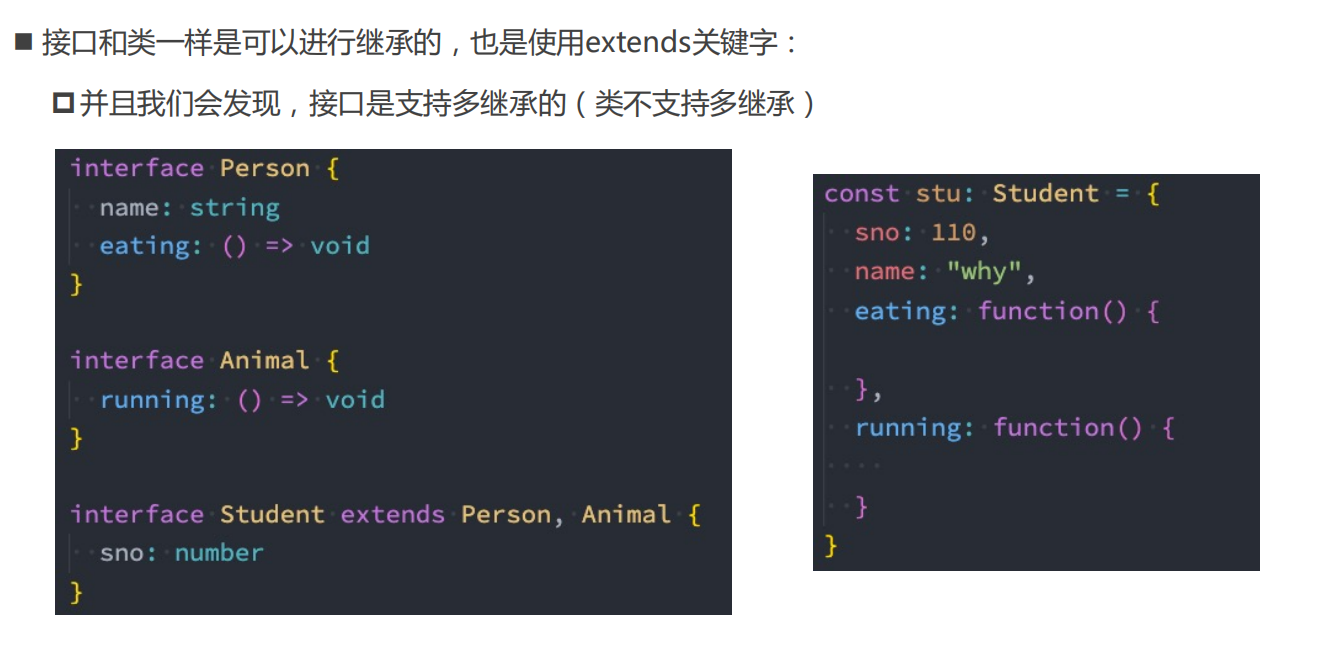 ■ 接口和类一样是可以进行继承的，也是使用extends关键字：
并且我们会发现，接口是支持多继承的（类不支持多继承）
interface Person {
  name: string
  eating: () => void
}
interface Animal {
  running: () => void
}
interface Student extends Person, Animal {
  sno: number
}
const stu: Student = {
  sno: 110,
  name: "why",
  eating: function() {
  },
  running: function() {
  }
}